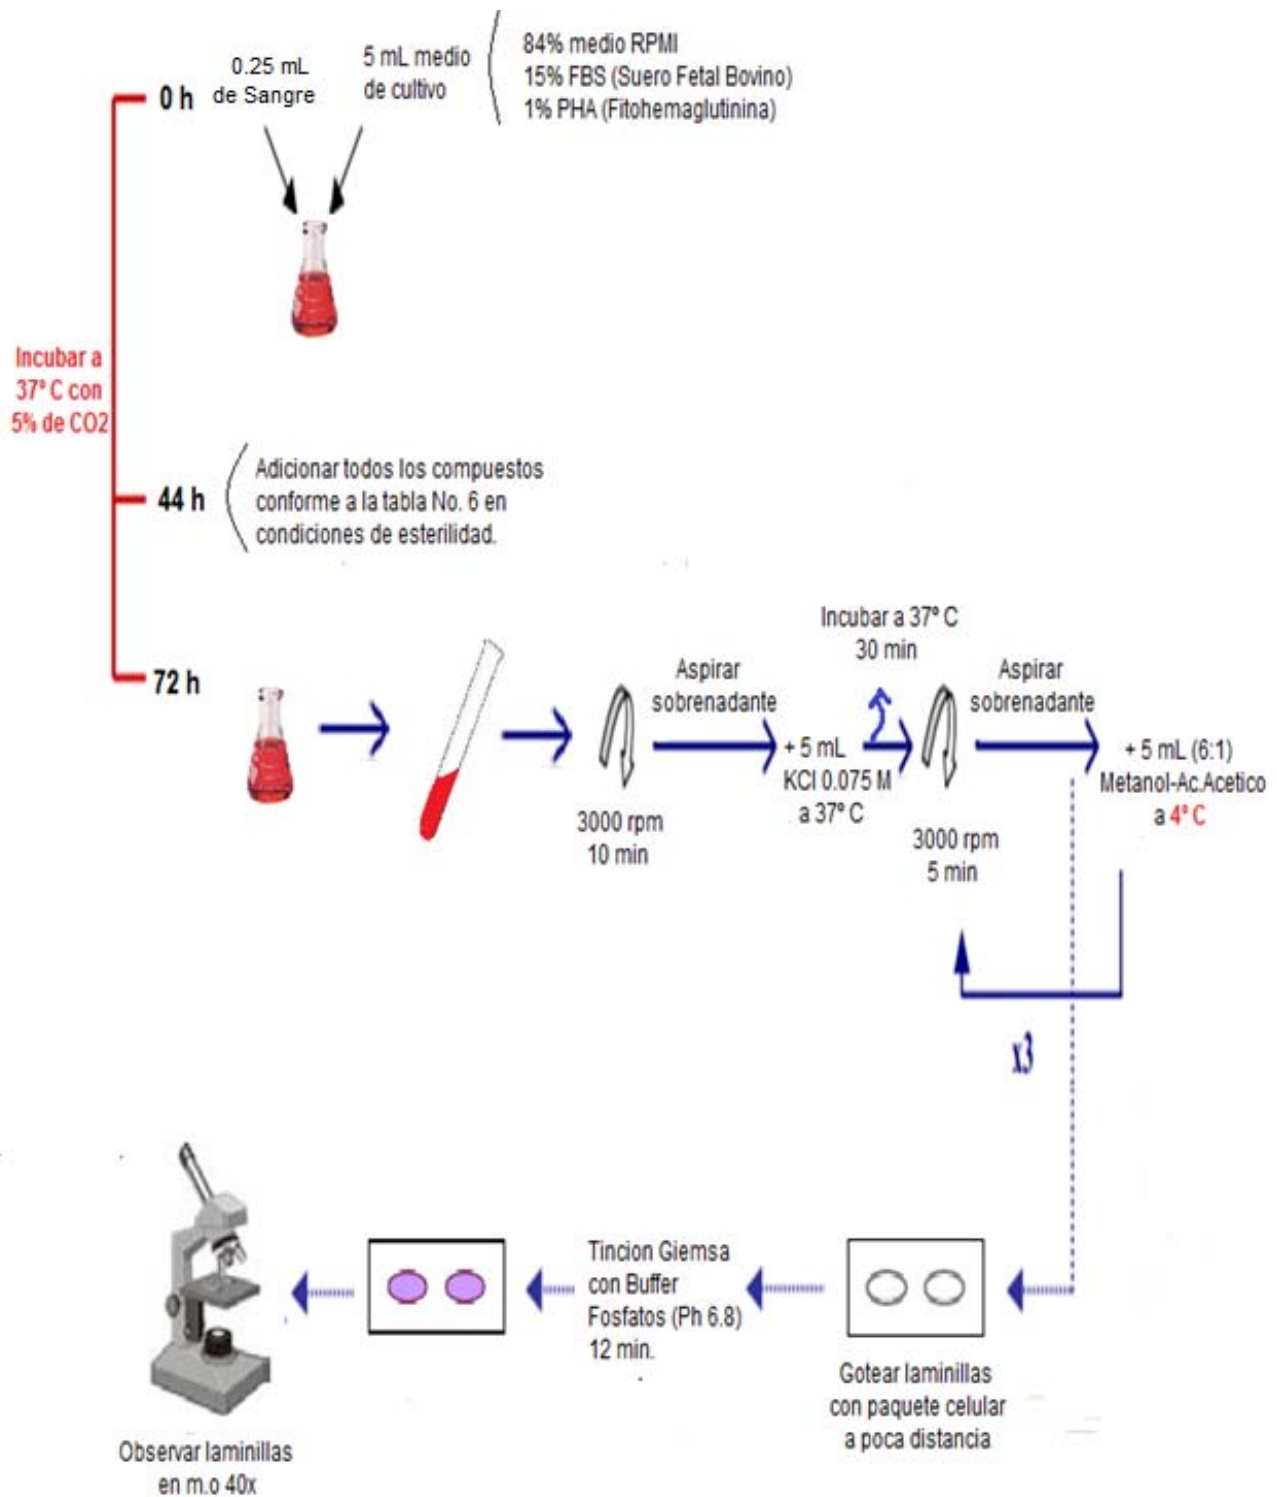 0 h
0.25 mL
de Sangre
5 mL medio
de cultivo
84% medio RPMI
15% FBS (Suero Fetal Bovino)
1% PHA (Fitohemaglutinina)
Incubar a
37º C con
5% de CO2
44 h
Adicionar todos los compuestos
conforme a la tabla No. 6 en
condiciones de esterilidad.
72 h
3000 rpm
10 min
Aspirar
sobrenadante
+ 5 mL
KCl 0.075 M
a 37º C
Incubar a 37º C
30 min
3000 rpm
5 min
Aspirar
sobrenadante
+ 5 mL (6:1)
Metanol-Ac.Acetico
a 4º C
x3
Gotear laminillas
con paquete celular
a poca distancia
Tincion Giemsa
con Buffer
Fosfatos (Ph 6.8)
12 min.
Observar laminillas
en m.o 40x